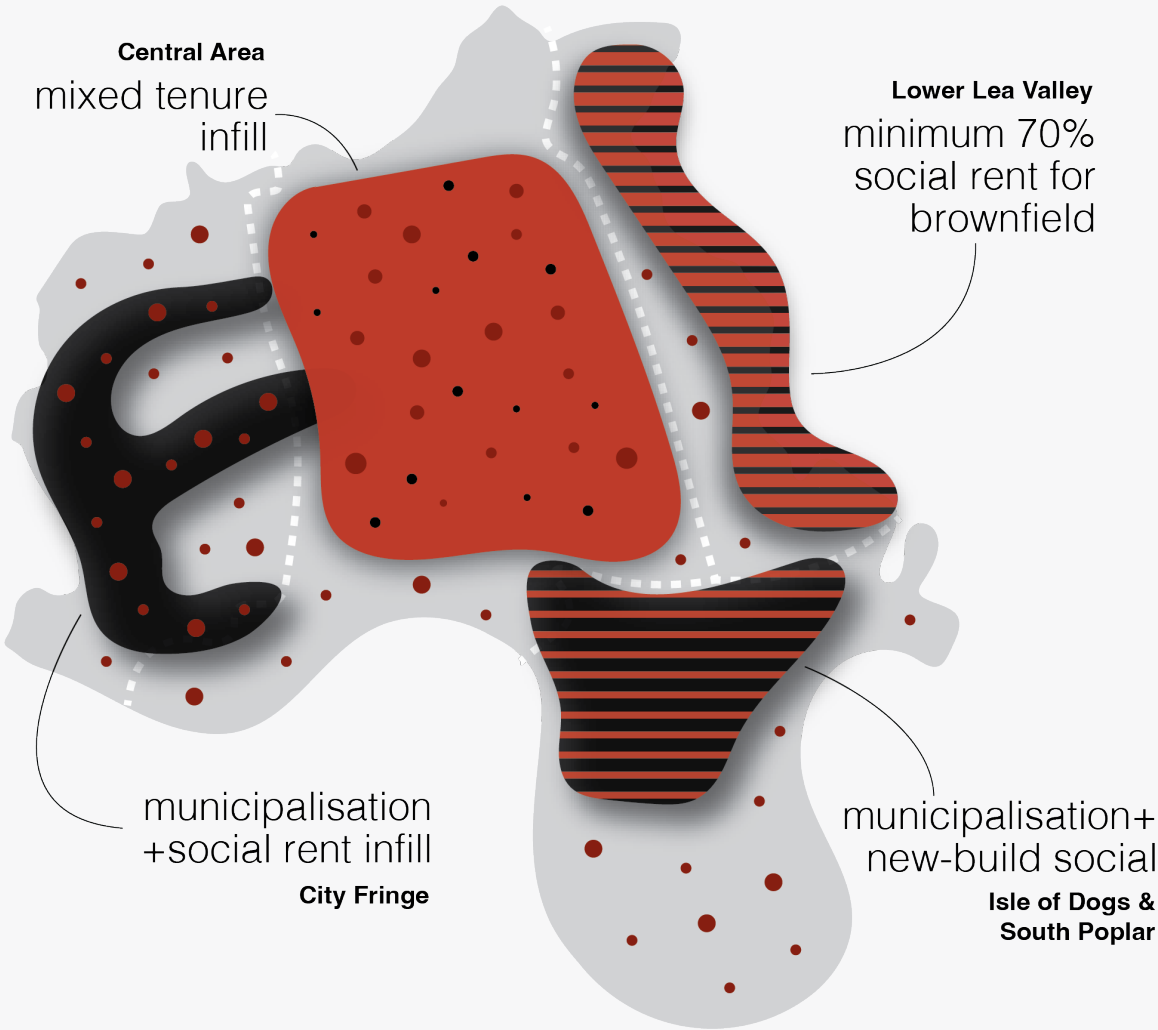 Central Area
mixed tenure
infill
Lower Lea Valley
minimum 70%
social rent for
brownfield
municipalisation
+social rent infill
City Fringe
municipalisation+
new-build social
Isle of Dogs &
South Poplar